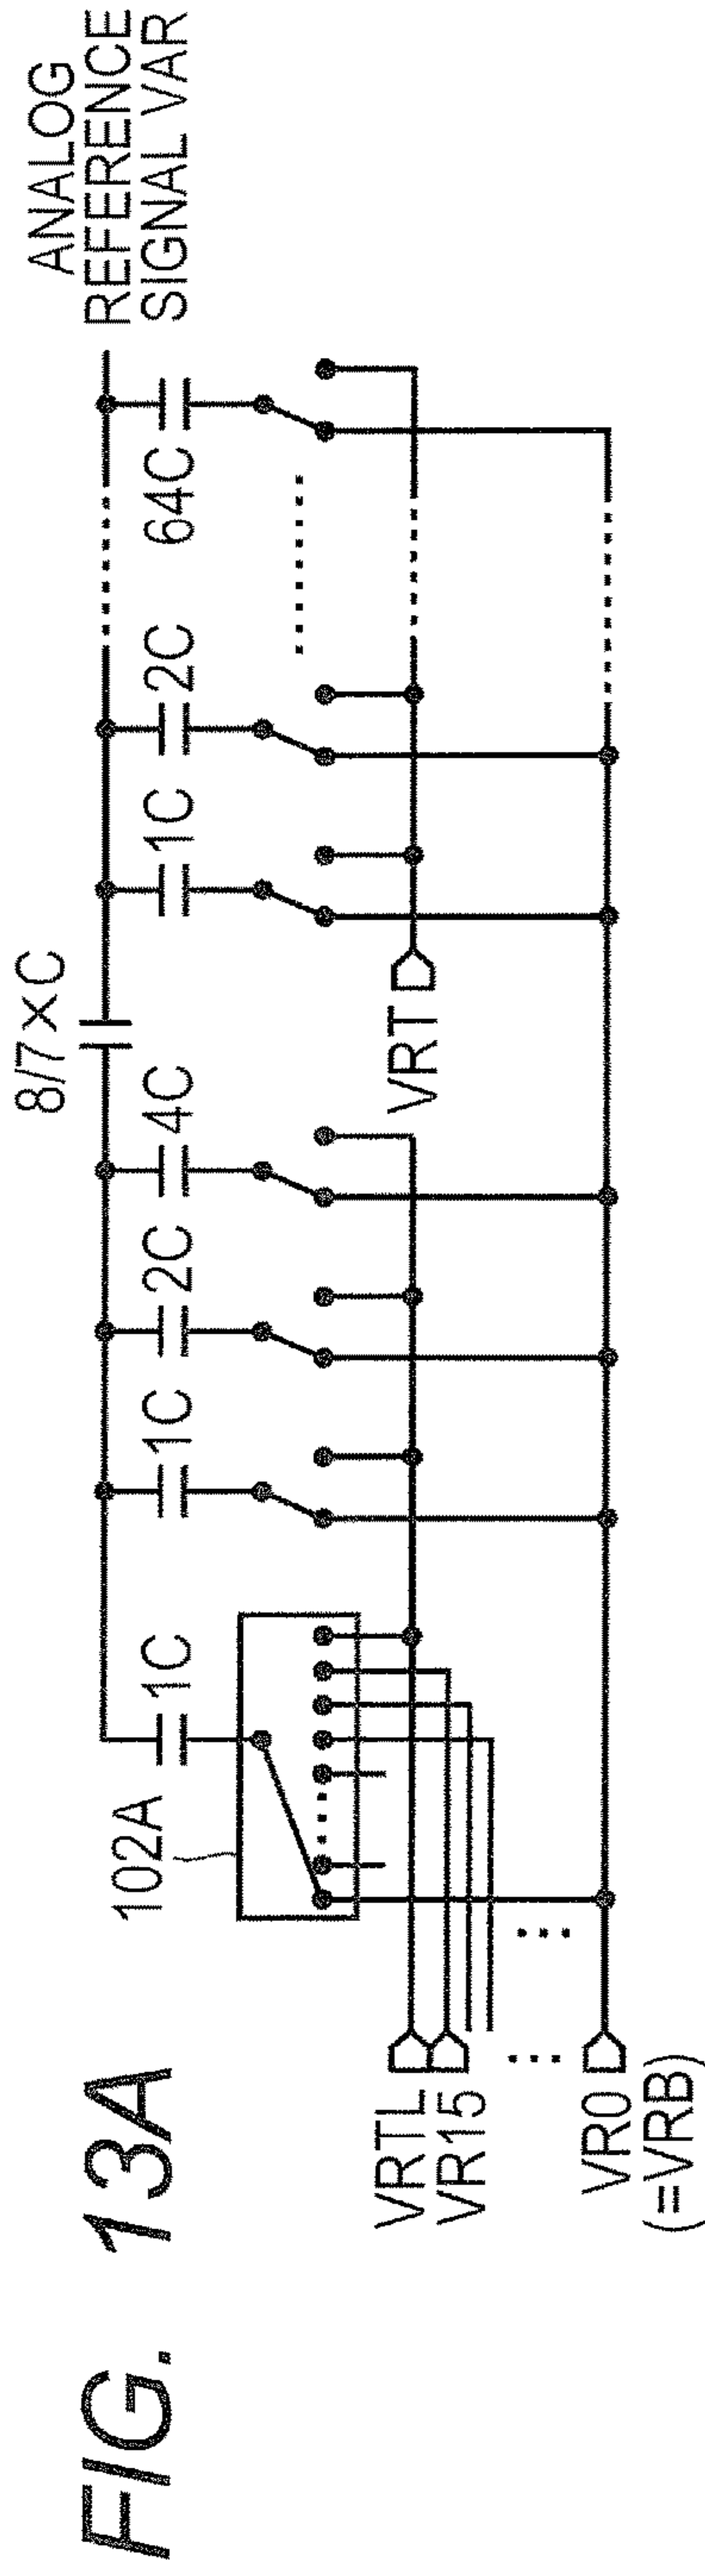 FIG. 13A
ANALOG
REFERENCE
SIGNAL VAR
8/7×C
102A
1C
1C
2C
4C
1C
2C
64C
VRT
VRTL
VR15
VR0
(=VRB)